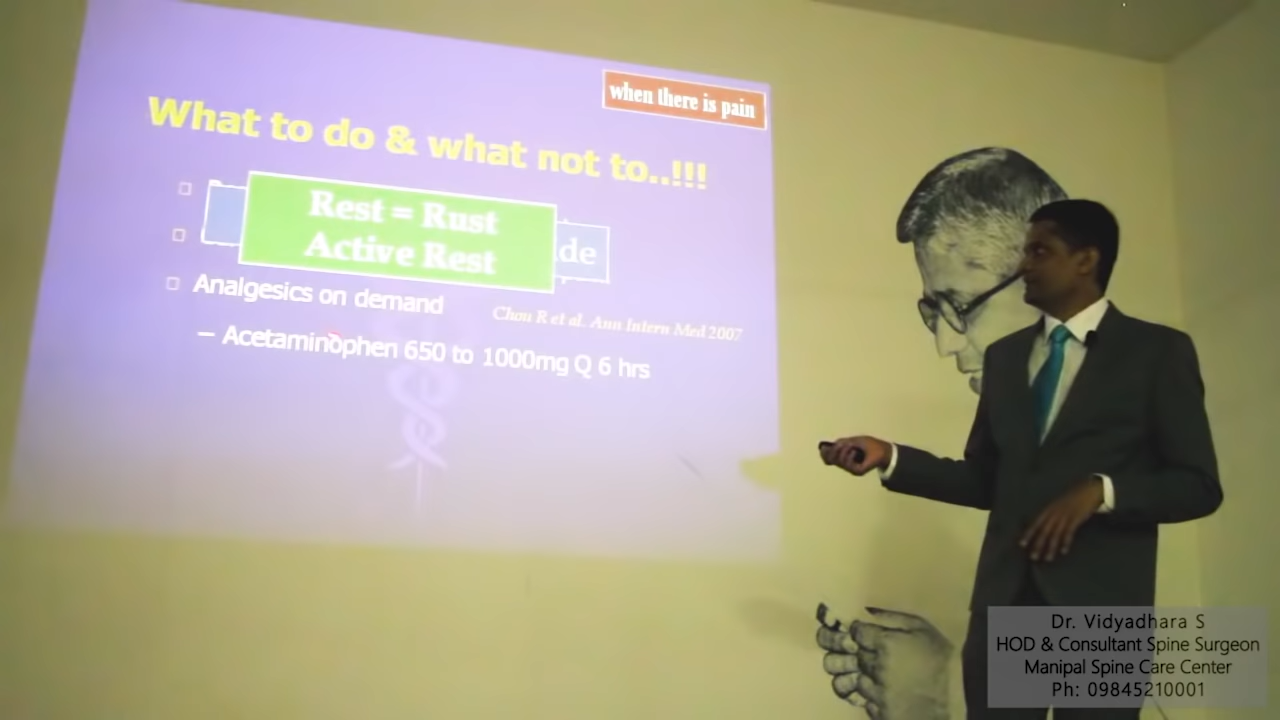 when there is pain
What to do & what not to..!!!
Rest = Rust
Active Rest
de
Analgesics on demand
Chou R et al. Ann Intern Med 2007
– Acetaminophen 650 to 1000mg Q 6 hrs
Dr. Vidyadhara S
HOD & Consultant Spine Surgeon
Manipal Spine Care Center
Ph: 09845210001